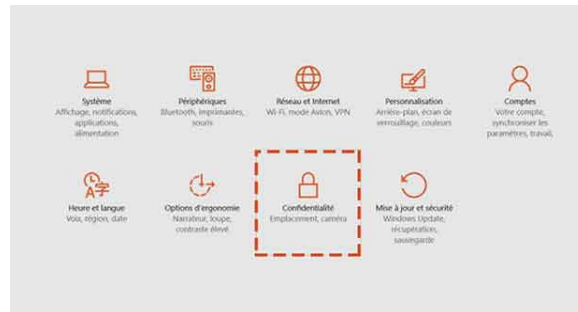 Système
Affichage, notifications,
applications,
alimentation
Périphériques
Bluetooth, imprimantes,
souris
Réseau et Internet
Wi-Fi, mode Avion, VPN
Personnalisation
Arrière-plan, écran de
verrouillage, couleurs
Comptes
Votre compte,
synchroniser les
paramètres, travail,
Heure et langue
Voix, région, date
Options d'ergonomie
Narrateur, loupe,
contraste élevé
Confidentialité
Emplacement, caméra
Mise à jour et sécurité
Windows Update,
récupération,
sauvegarde